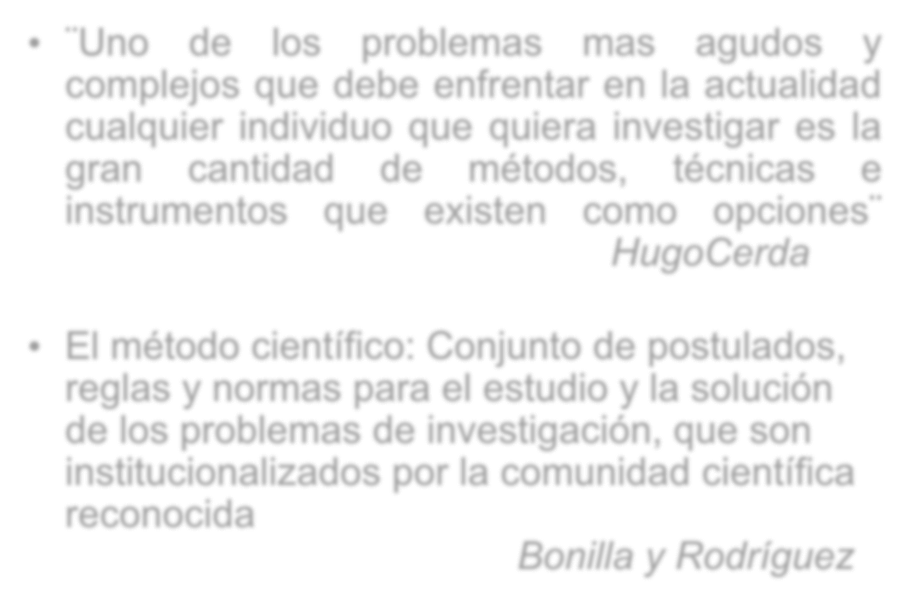 • ¨Uno de los problemas mas agudos y
complejos que debe enfrentar en la actualidad
cualquier individuo que quiera investigar es la
gran cantidad de métodos, técnicas e
instrumentos que existen como opciones¨
HugoCerda
• El método científico: Conjunto de postulados,
reglas y normas para el estudio y la solución
de los problemas de investigación, que son
institucionalizados por la comunidad científica
reconocida
Bonilla y Rodríguez